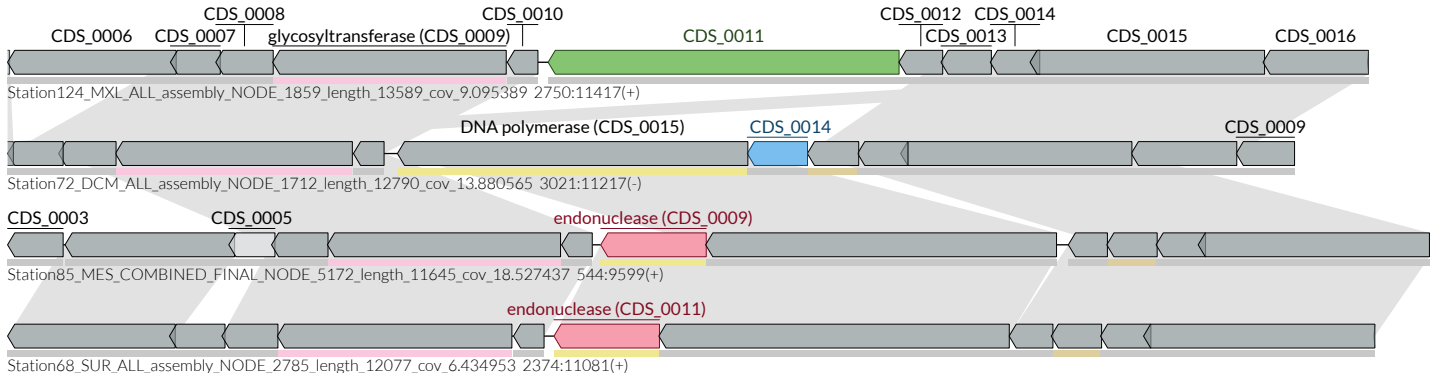 CDS_0008 CDS_0010 CDS_0012 CDS_0014
CDS_0006 CDS_0007 glycosyltransferase (CDS_0009) CDS_0011 CDS_0013 CDS_0015 CDS_0016
Station124_MXL_ALL_assembly_NODE_1859_length_13589_cov_9.095389 2750:11417(+)
DNA polymerase (CDS_0015) CDS_0014 CDS_0009
Station72_DCM_ALL_assembly_NODE_1712_length_12790_cov_13.880565 3021:11217(-)
CDS_0003 CDS_0005 endonuclease (CDS_0009)
Station85_MES_COMBINED_FINAL_NODE_5172_length_11645_cov_18.527437 544:9599(+)
endonuclease (CDS_0011)
Station68_SUR_ALL_assembly_NODE_2785_length_12077_cov_6.434953 2374:11081(+)